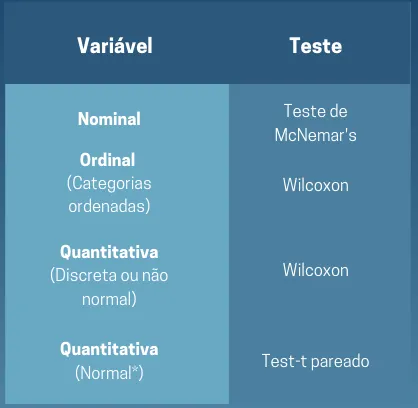 Variável Teste
Nominal
Teste de
McNemar's
Ordinal
(Categorias
ordenadas)
Wilcoxon
Quantitativa
(Discreta ou não
normal)
Wilcoxon
Quantitativa
(Normal*)
Test-t pareado